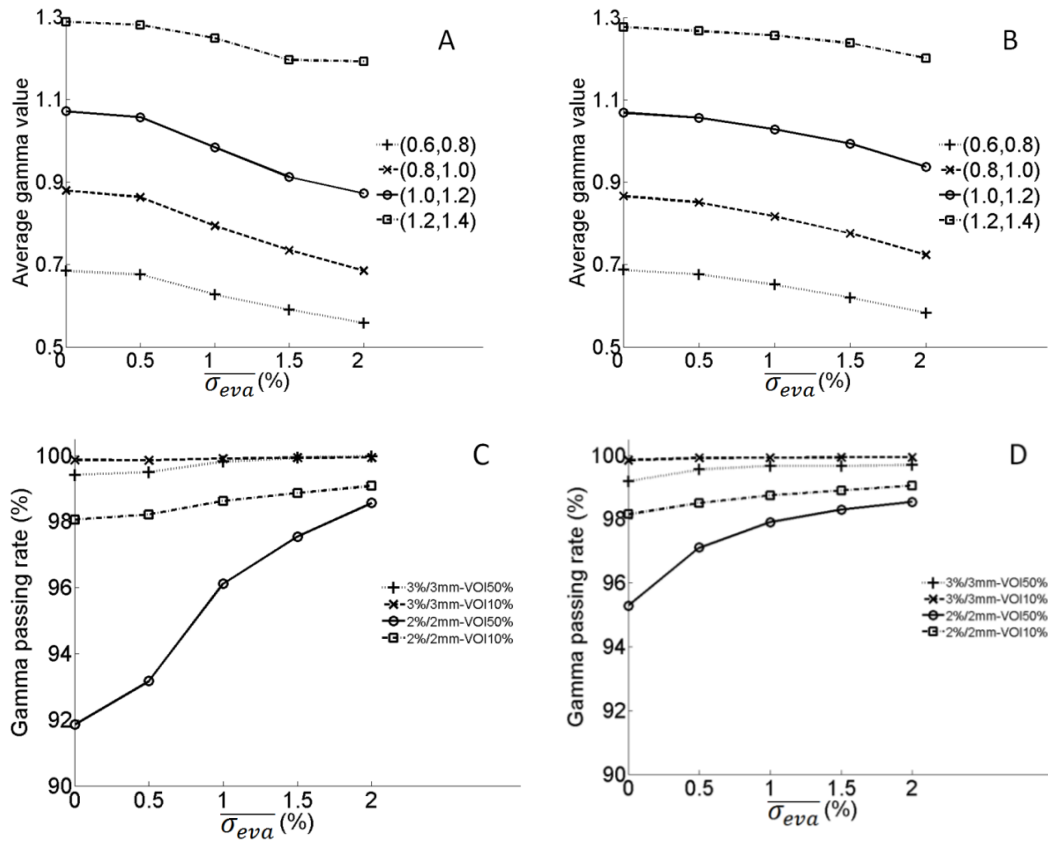 A
Average gamma value
1.3
1.1
0.9
0.7
0.5
(0.6,0.8)
(0.8,1.0)
(1.0,1.2)
(1.2,1.4)
0 0.5 1 1.5 2
σ_eva (%)
B
Average gamma value
1.3
1.1
0.9
0.7
0.5
(0.6,0.8)
(0.8,1.0)
(1.0,1.2)
(1.2,1.4)
0 0.5 1 1.5 2
σ_eva (%)
C
Gamma passing rate (%)
100
98
96
94
92
90
3%/3mm-VOI50%
3%/3mm-VOI10%
2%/2mm-VOI50%
2%/2mm-VOI10%
0 0.5 1 1.5 2
σ_eva (%)
D
Gamma passing rate (%)
100
98
96
94
92
90
3%/3mm-VOI50%
3%/3mm-VOI10%
2%/2mm-VOI50%
2%/2mm-VOI10%
0 0.5 1 1.5 2
σ_eva (%)